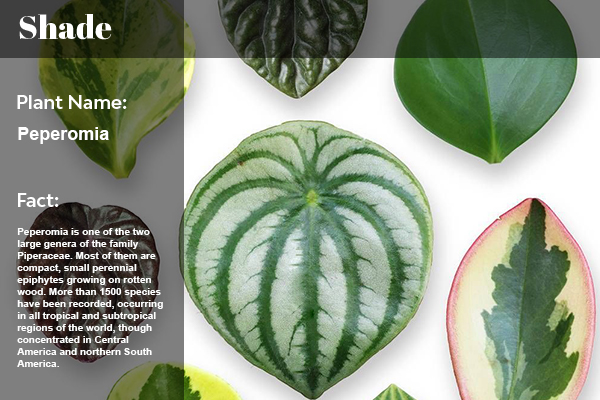 Shade
Plant Name:
Peperomia
Fact:
Peperomia is one of the two
large genera of the family
Piperaceae. Most of them are
compact, small perennial
epiphytes growing on rotten
wood. More than 1500 species
have been recorded, occurring
in all tropical and subtropical
regions of the world, though
concentrated in Central
America and northern South
America.